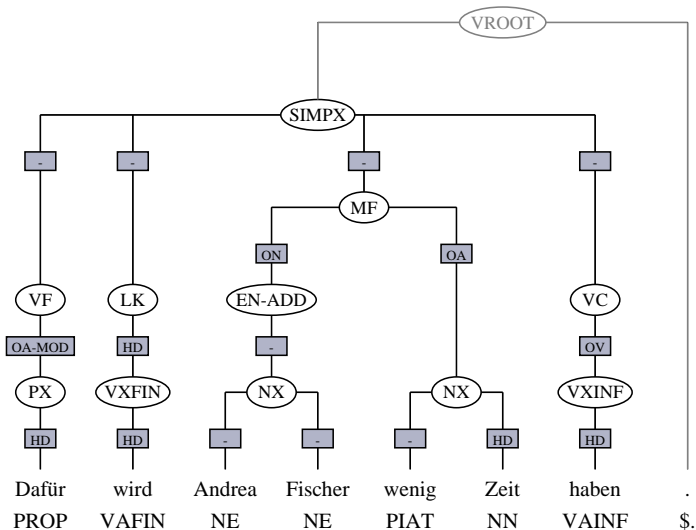 VROOT
SIMPX
- - - -
MF
ON OA
VF LK EN-ADD VC
OA-MOD HD - OV
PX VXFIN NX NX VXINF
HD HD - - - HD HD
Dafür wird Andrea Fischer wenig Zeit haben .
PROP VAFIN NE NE PIAT NN VAINF $.